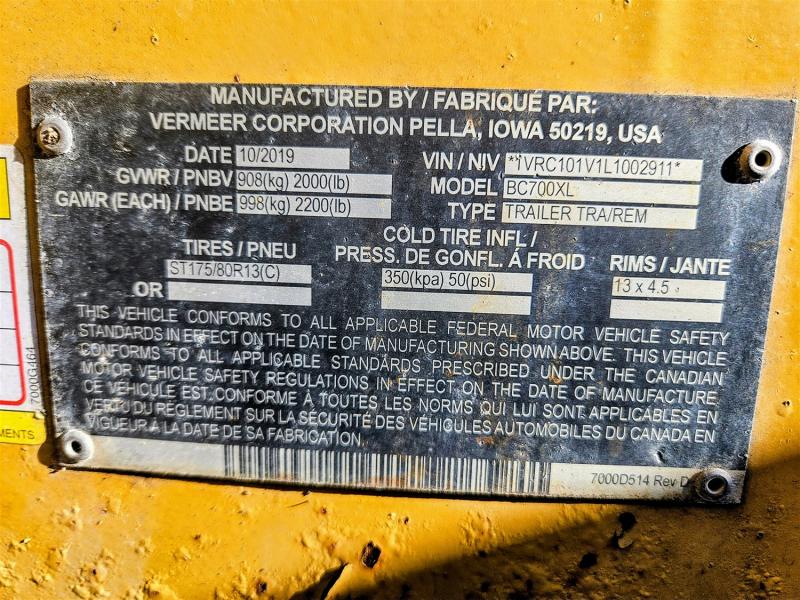 MANUFACTURED BY / FABRIQUÉ PAR:
VERMEER CORPORATION PELLA, IOWA 50219, USA
DATE 10/2019 VIN / NIV *1VRC101V1L1002911*
GVWR / PNBV 908(kg) 2000(lb) MODEL BC700XL
GAWR (EACH) / PNBE 998(kg) 2200(lb) TYPE TRAILER TRA/REM
COLD TIRE INFL /
TIRES / PNEU PRESS. DE GONFL. Á FROID RIMS / JANTE
ST175/80R13(C) 350(kpa) 50(psi) 13 x 4.5
OR
THIS VEHICLE CONFORMS TO ALL APPLICABLE FEDERAL MOTOR VEHICLE SAFETY
STANDARDS IN EFFECT ON THE DATE OF MANUFACTURING SHOWN ABOVE. THIS VEHICLE
CONFORMS TO ALL APPLICABLE STANDARDS PRESCRIBED UNDER THE CANADIAN
MOTOR VEHICLE SAFETY REGULATIONS IN EFFECT ON THE DATE OF MANUFACTURE
CE VÉHICULE EST CONFORME À TOUTES LES NORMS QUI LUI SONT APPLICABLES EN
VERTU DU REGLEMENT SUR LA SÉCURITÉ DES VÉHICULES AUTOMOBILES DU CANADA EN
VIGUEUR À LA DATE DE SA FABRICATION.
7000D514 Rev D
7000G464
MENTS